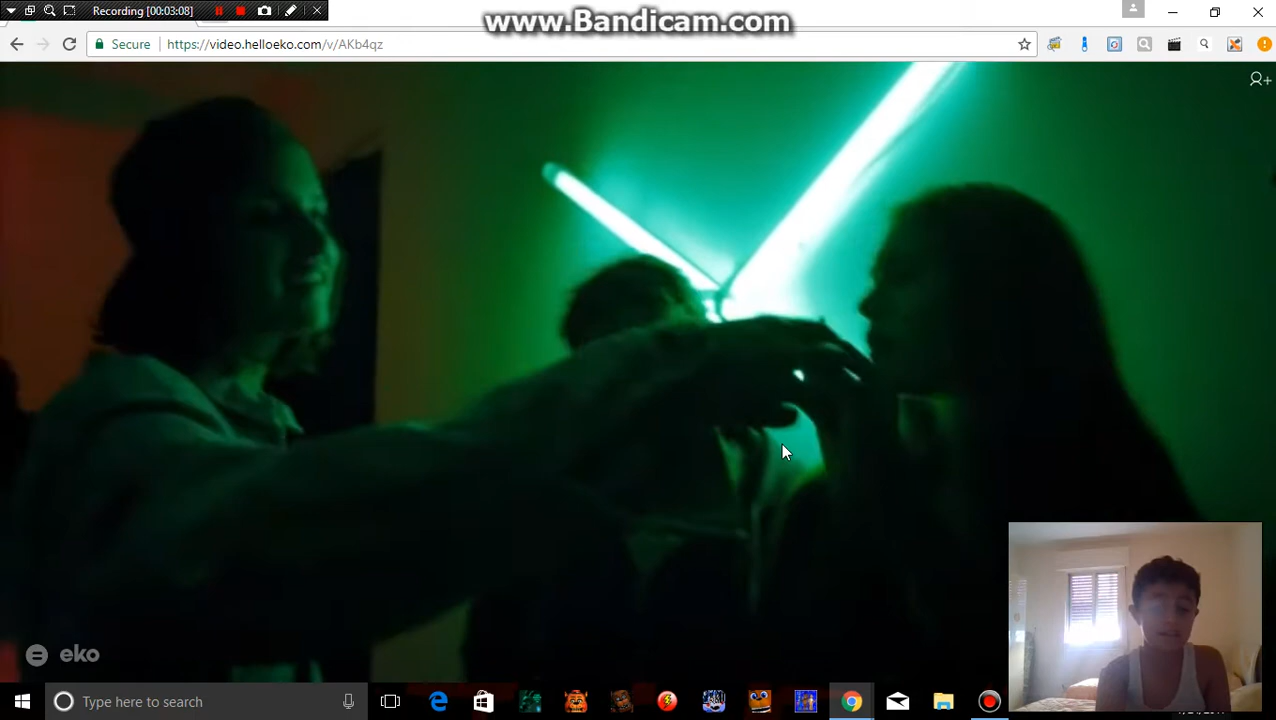 Recording [00:03:08]
www.Bandicam.com
Secure
https://video.helloeko.com/v/AKb4qz
eko
Type here to search